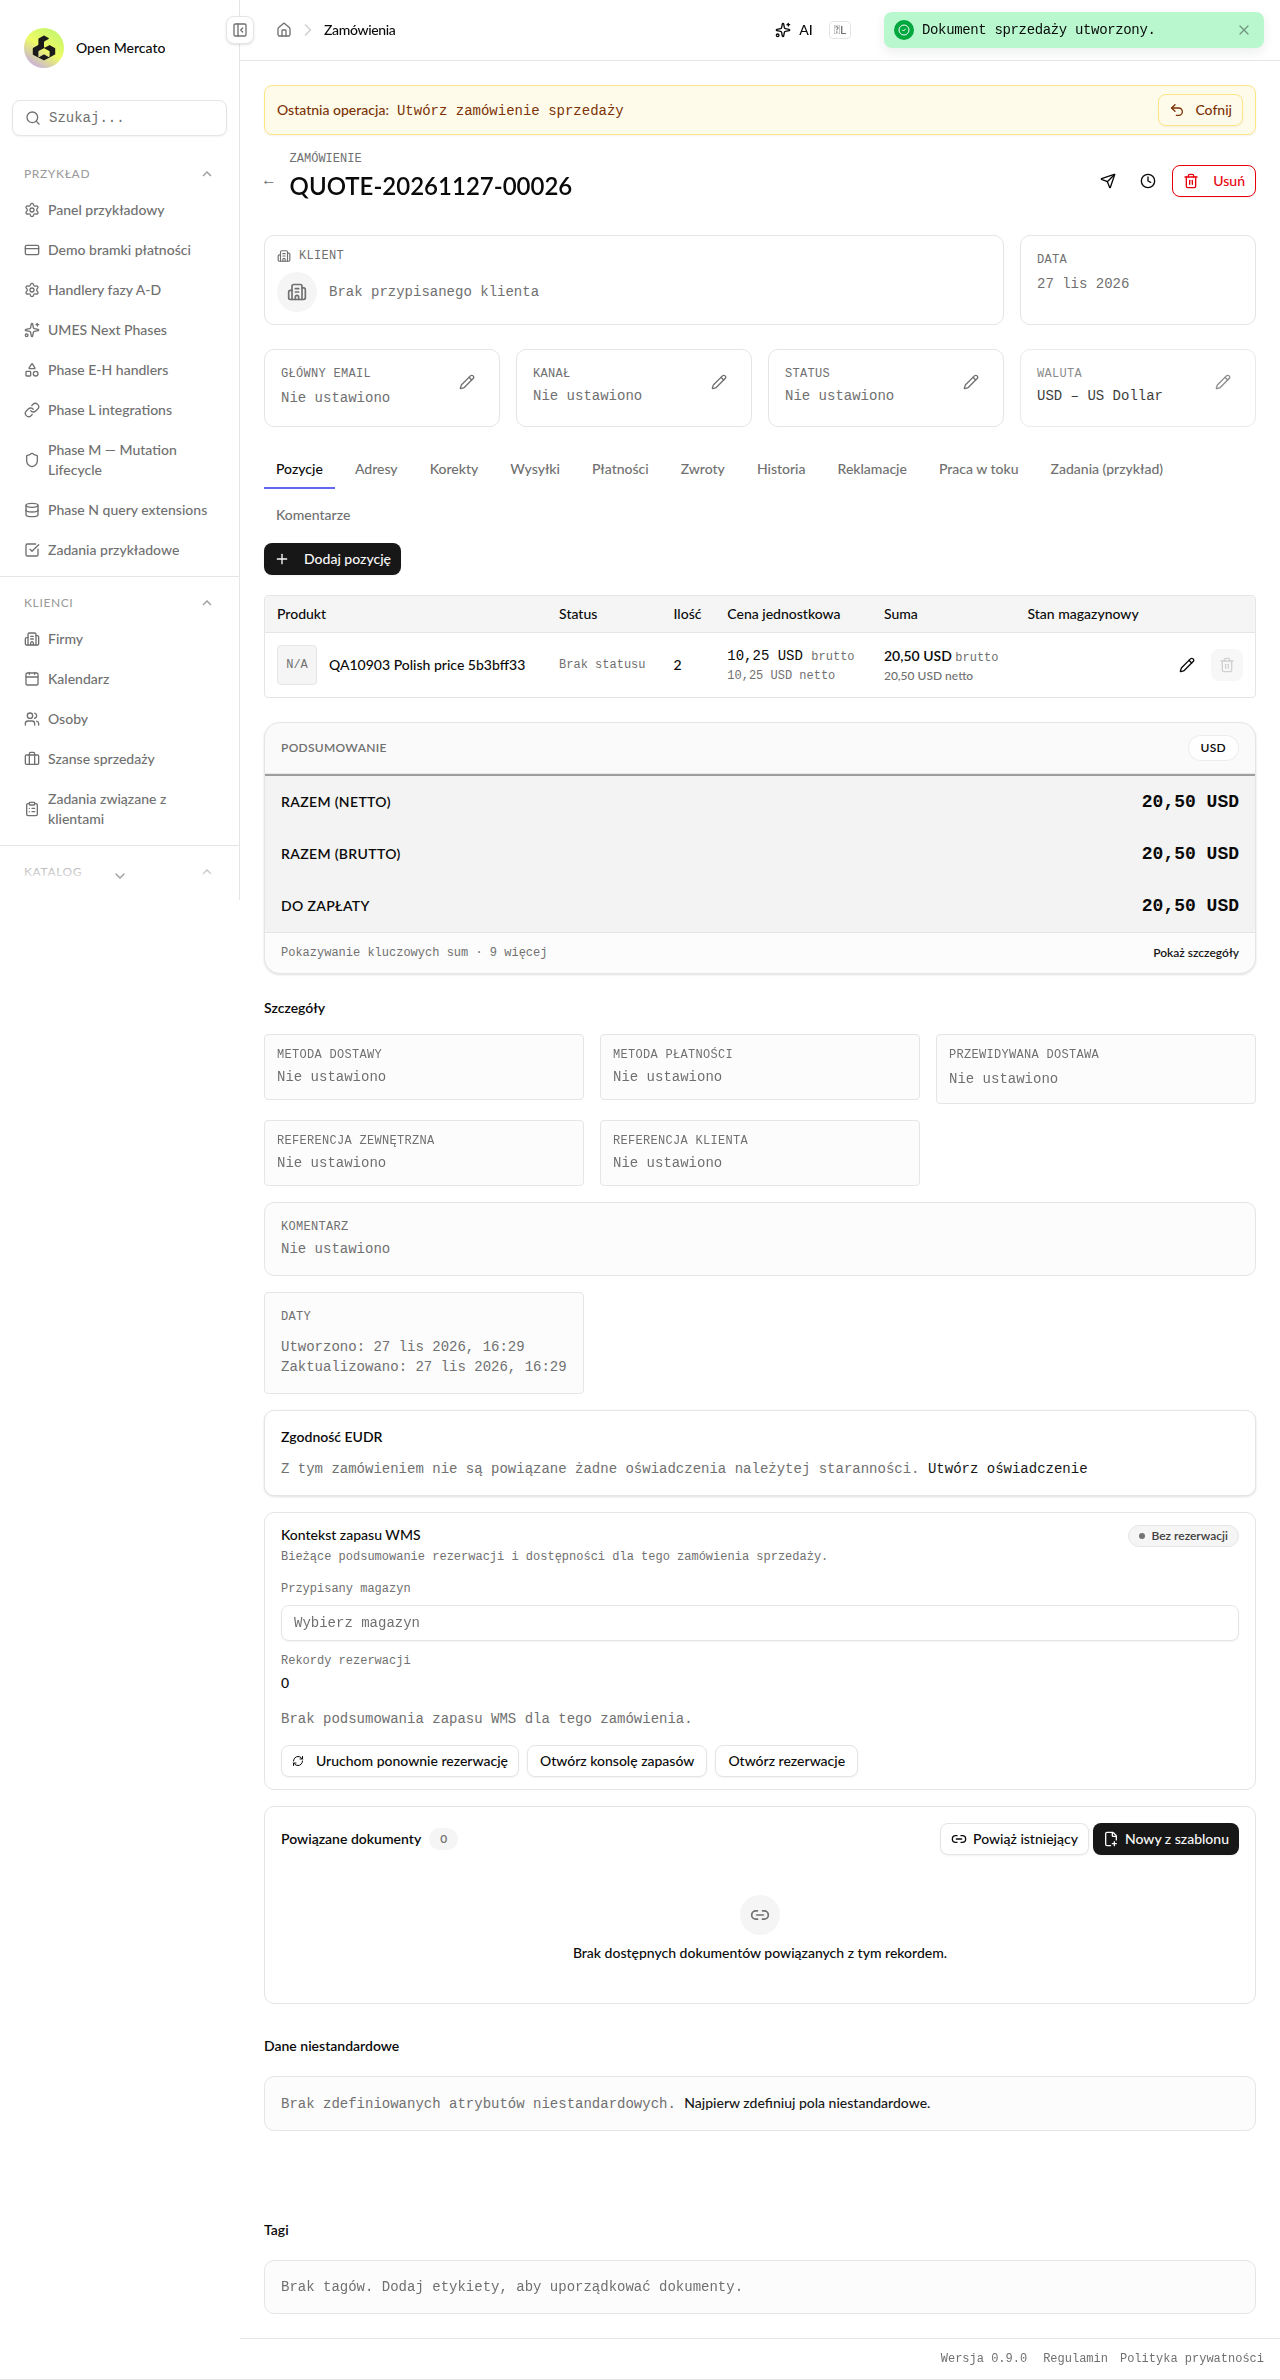 Open Mercato
Zamówienia
AI
Dokument sprzedaży utworzony.
Szukaj...
PRZYKŁAD
Panel przykładowy
Demo bramki płatności
Handlery fazy A-D
UMES Next Phases
Phase E-H handlers
Phase L integrations
Phase M — Mutation
Lifecycle
Phase N query extensions
Zadania przykładowe
KLIENCI
Firmy
Kalendarz
Osoby
Szanse sprzedaży
Zadania związane z
klientami
KATALOG
Ostatnia operacja: Utwórz zamówienie sprzedaży
Cofnij
ZAMÓWIENIE
← QUOTE-20261127-00026
Usuń
KLIENT
Brak przypisanego klienta
DATA
27 lis 2026
GŁÓWNY EMAIL
Nie ustawiono
KANAŁ
Nie ustawiono
STATUS
Nie ustawiono
WALUTA
USD – US Dollar
Pozycje Adresy Korekty Wysyłki Płatności Zwroty Historia Reklamacje Praca w toku Zadania (przykład)
Komentarze
Dodaj pozycję
Produkt Status Ilość Cena jednostkowa Suma Stan magazynowy
N/A QA10903 Polish price 5b3bff33 Brak statusu 2 10,25 USD brutto 20,50 USD brutto
10,25 USD netto 20,50 USD netto
PODSUMOWANIE USD
RAZEM (NETTO) 20,50 USD
RAZEM (BRUTTO) 20,50 USD
DO ZAPŁATY 20,50 USD
Pokazywanie kluczowych sum · 9 więcej Pokaż szczegóły
Szczegóły
METODA DOSTAWY
Nie ustawiono
METODA PŁATNOŚCI
Nie ustawiono
PRZEWIDYWANA DOSTAWA
Nie ustawiono
REFERENCJA ZEWNĘTRZNA
Nie ustawiono
REFERENCJA KLIENTA
Nie ustawiono
KOMENTARZ
Nie ustawiono
DATY
Utworzono: 27 lis 2026, 16:29
Zaktualizowano: 27 lis 2026, 16:29
Zgodność EUDR
Z tym zamówieniem nie są powiązane żadne oświadczenia należytej staranności. Utwórz oświadczenie
Kontekst zapasu WMS
Bez rezerwacji
Bieżące podsumowanie rezerwacji i dostępności dla tego zamówienia sprzedaży.
Przypisany magazyn
Wybierz magazyn
Rekordy rezerwacji
0
Brak podsumowania zapasu WMS dla tego zamówienia.
Uruchom ponownie rezerwację Otwórz konsolę zapasów Otwórz rezerwacje
Powiązane dokumenty 0 Powiąż istniejący Nowy z szablonu
Brak dostępnych dokumentów powiązanych z tym rekordem.
Dane niestandardowe
Brak zdefiniowanych atrybutów niestandardowych. Najpierw zdefiniuj pola niestandardowe.
Tagi
Brak tagów. Dodaj etykiety, aby uporządkować dokumenty.
Wersja 0.9.0 Regulamin Polityka prywatności